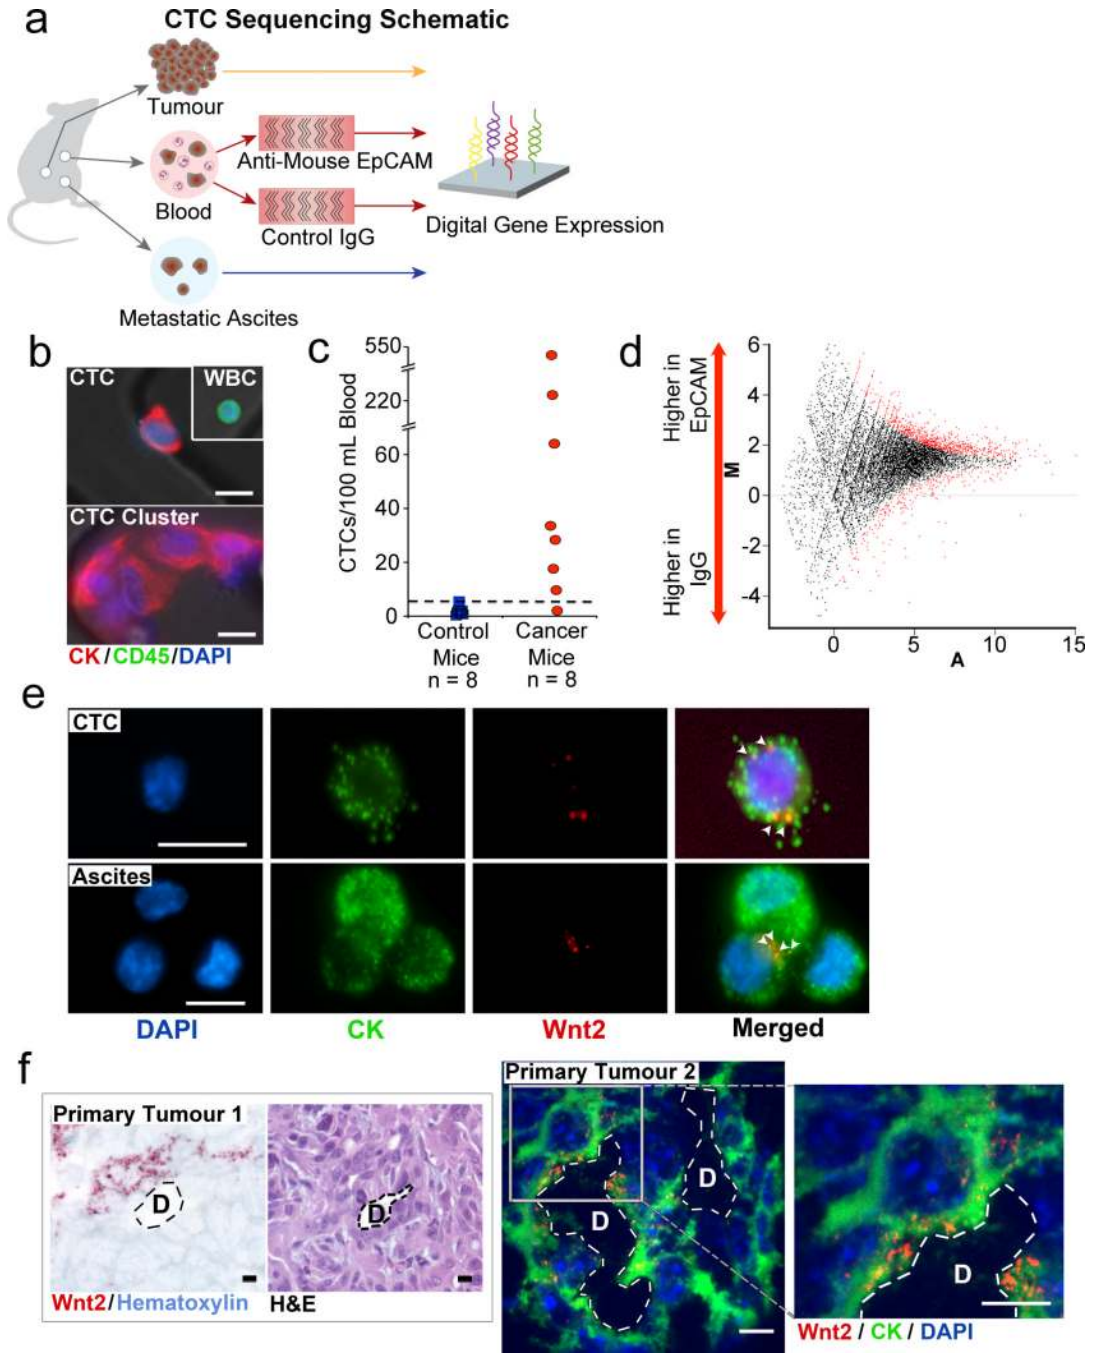 a
CTC Sequencing Schematic
Tumour
Anti-Mouse EpCAM
Blood
Control IgG
Digital Gene Expression
Metastatic Ascites
b
CTC
WBC
CTC Cluster
CK/CD45/DAPI
c
CTCs/100 mL Blood
550
220
60
40
20
0
Control
Mice
n = 8
Cancer
Mice
n = 8
d
Higher in
EpCAM
Higher in
IgG
M
6
4
2
0
-2
-4
0
5
10
15
A
e
CTC
Ascites
DAPI
CK
Wnt2
Merged
f
Primary Tumour 1
D
D
Wnt2/Hematoxylin
H&E
Primary Tumour 2
D
D
D
Wnt2 / CK / DAPI